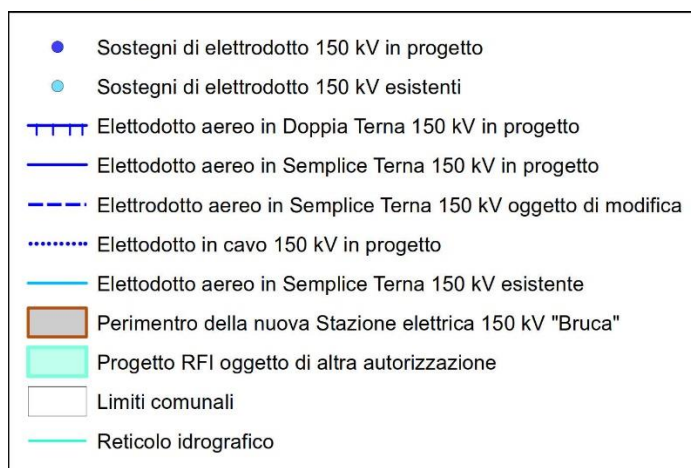 Sostegni di elettrodotto 150 kV in progetto
Sostegni di elettrodotto 150 kV esistenti
Elettodotto aereo in Doppia Terna 150 kV in progetto
Elettodotto aereo in Semplice Terna 150 kV in progetto
Elettrodotto aereo in Semplice Terna 150 kV oggetto di modifica
Elettodotto in cavo 150 kV in progetto
Elettodotto aereo in Semplice Terna 150 kV esistente
Perimentro della nuova Stazione elettrica 150 kV "Bruca"
Progetto RFI oggetto di altra autorizzazione
Limiti comunali
Reticolo idrografico